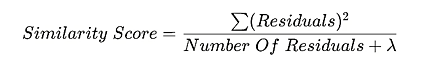 Similarity Score = ∑(Residuals)² / Number Of Residuals + λ